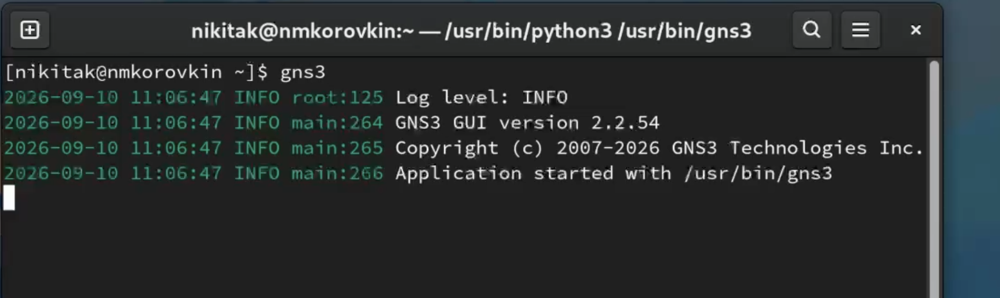 nikitak@nmkorovkin:~ — /usr/bin/python3 /usr/bin/gns3
[nikitak@nmkorovkin ~]$ gns3
2026-09-10 11:06:47 INFO root:125 Log level: INFO
2026-09-10 11:06:47 INFO main:264 GNS3 GUI version 2.2.54
2026-09-10 11:06:47 INFO main:265 Copyright (c) 2007-2026 GNS3 Technologies Inc.
2026-09-10 11:06:47 INFO main:266 Application started with /usr/bin/gns3